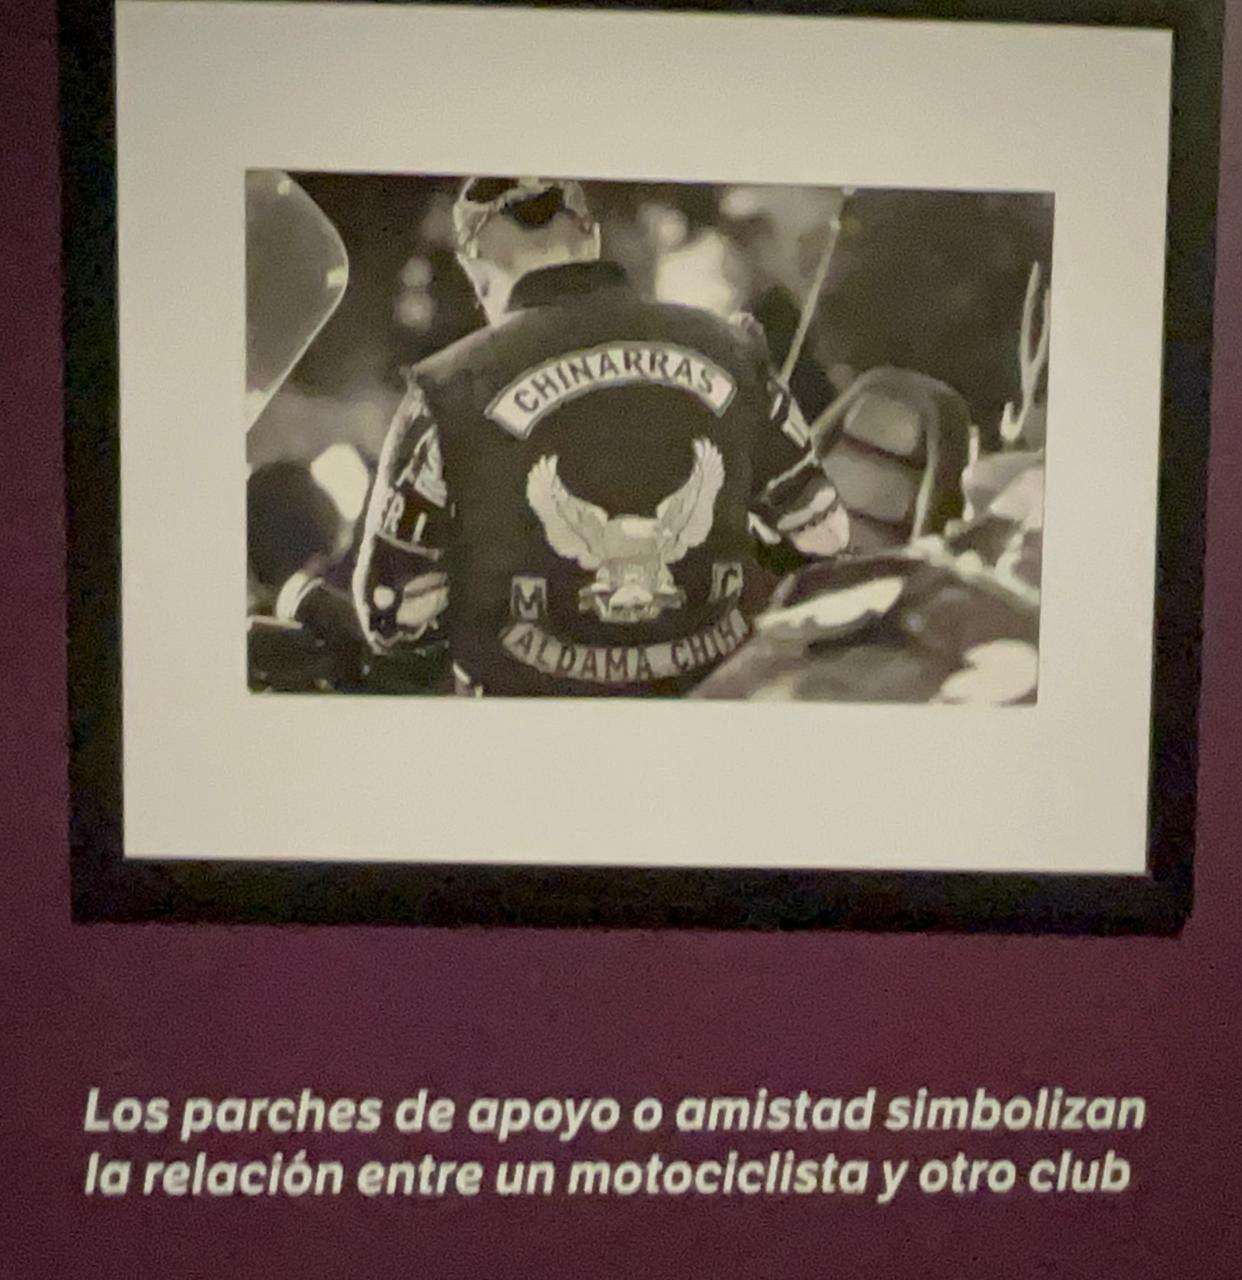 CHINARRAS
M C
ALDAMA CHIH
Los parches de apoyo o amistad simbolizan
la relación entre un motociclista y otro club